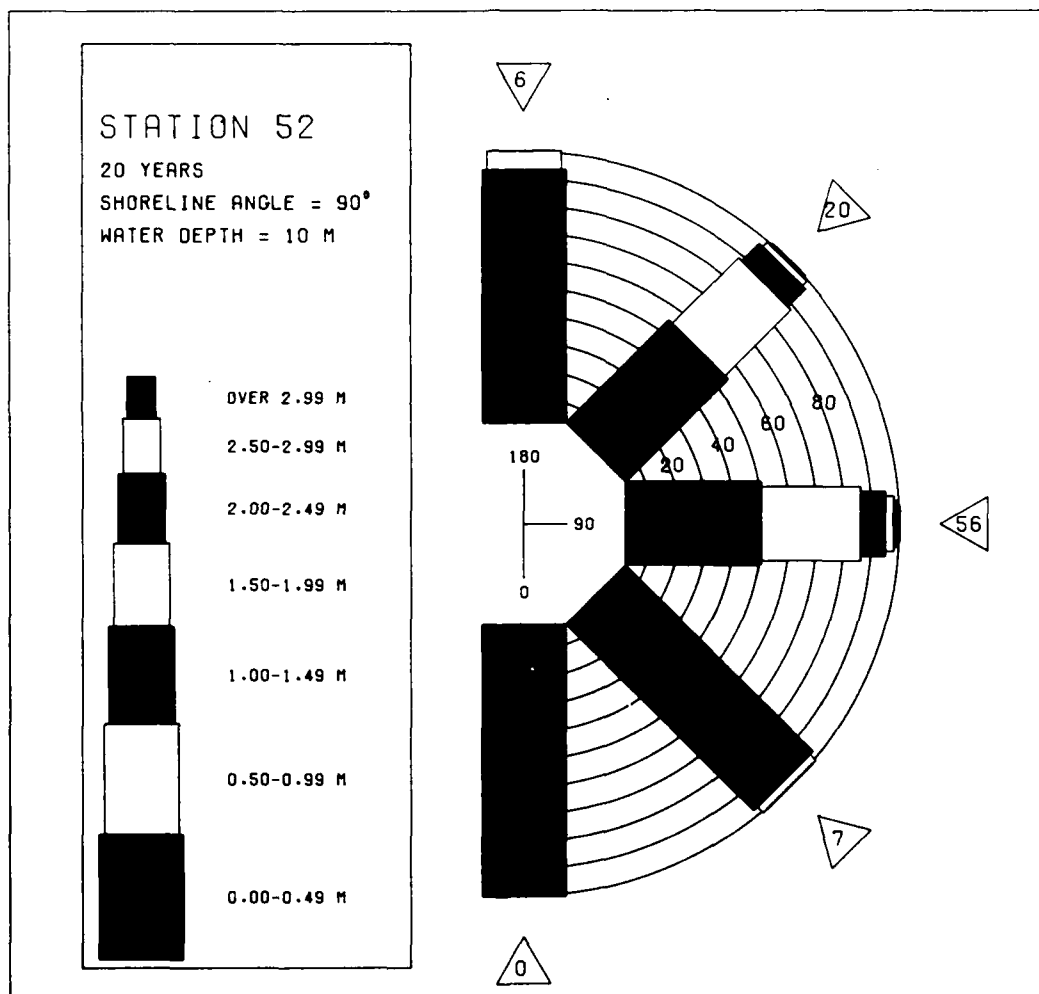 STATION 52
20 YEARS
SHORELINE ANGLE = 90°
WATER DEPTH = 10 M
OVER 2.99 M
2.50-2.99 M
2.00-2.49 M
1.50-1.99 M
1.00-1.49 M
0.50-0.99 M
0.00-0.49 M
6
20
80
60
40
20
180
90
0
56
7
0